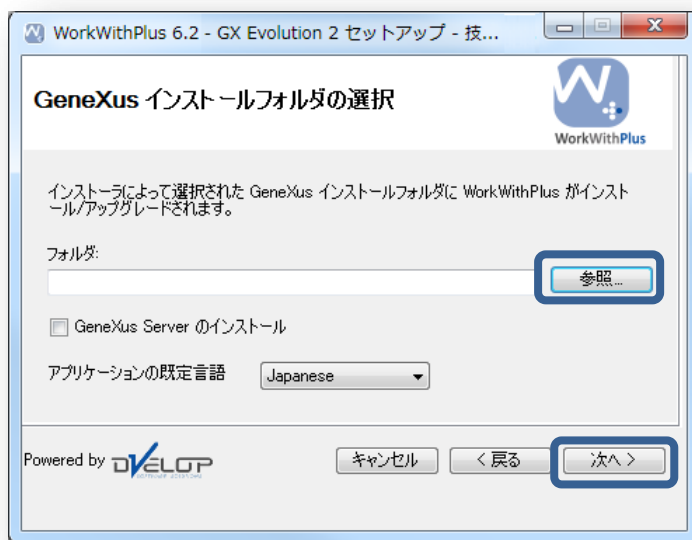 WorkWithPlus 6.2 - GX Evolution 2 セットアップ - 技...
GeneXus インストールフォルダの選択
WorkWithPlus
インストーラによって選択された GeneXus インストールフォルダに WorkWithPlus がインスト
ール/アップグレードされます。
フォルダ:
参照...
GeneXus Server のインストール
アプリケーションの既定言語
Japanese
Powered by DVELOP
キャンセル
< 戻る
次へ >